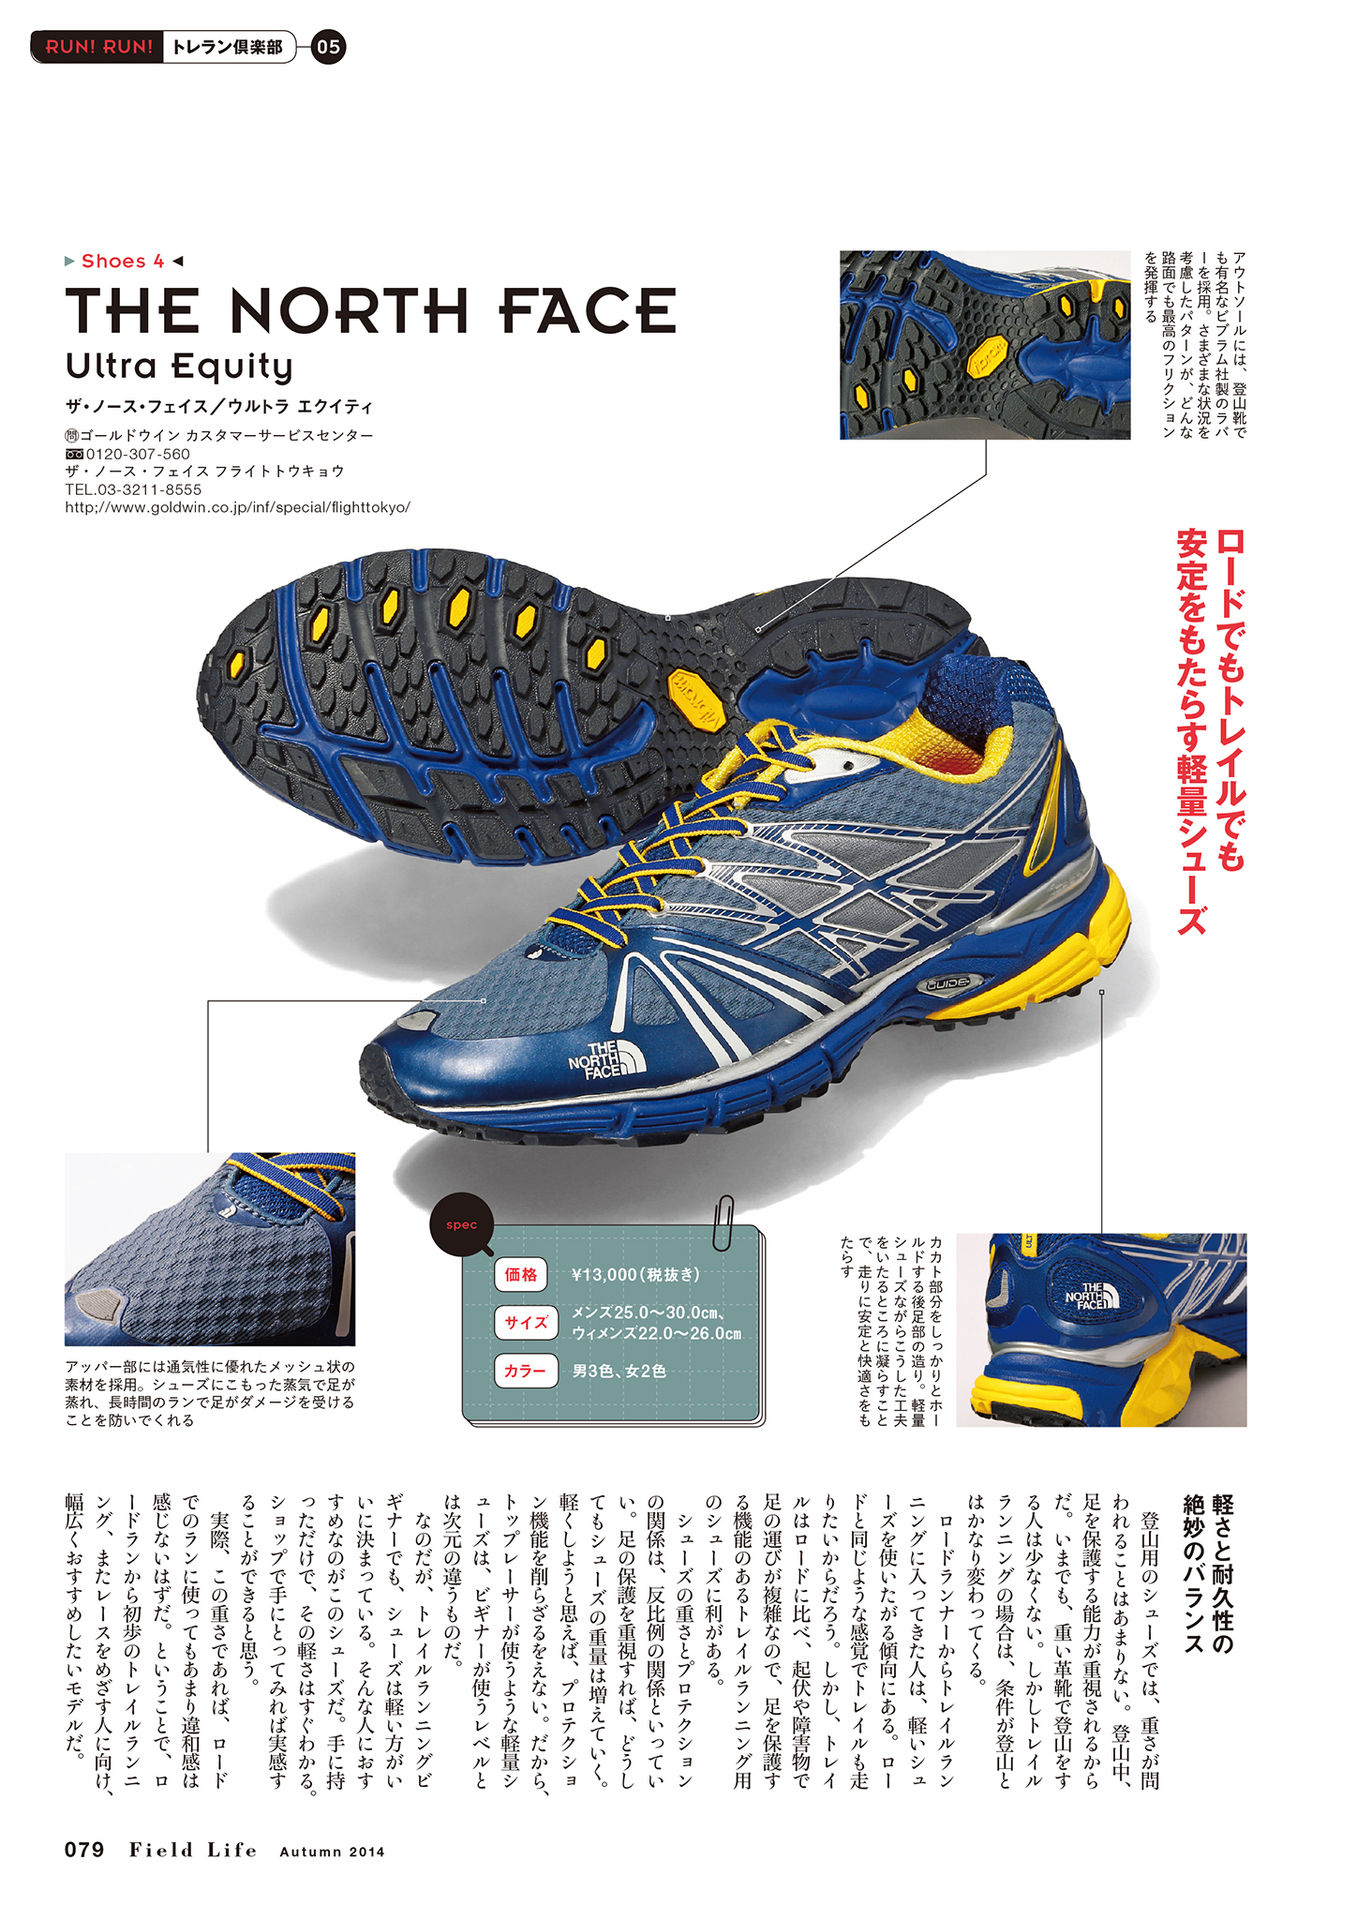 RUN! RUN! トレラン倶楽部 05
Shoes 4
THE NORTH FACE
Ultra Equity
ザ・ノース・フェイス／ウルトラ エクイティ
㉄ゴールドウイン カスタマーサービスセンター
0120-307-560
ザ・ノース・フェイス フライトトウキョウ
TEL.03-3211-8555
http;//www.goldwin.co.jp/inf/special/flighttokyo/
アウトソールには、登山靴で
も有名なビブラム社製のラバ
ーを採用。さまざまな状況を
考慮したパターンが、どんな
路面でも最高のフリクション
を発揮する
ロードでもトレイルでも
安定をもたらす軽量シューズ
vibram
vibram
GUIDE
THE
NORTH
FACE
アッパー部には通気性に優れたメッシュ状の
素材を採用。シューズにこもった蒸気で足が
蒸れ、長時間のランで足がダメージを受ける
ことを防いでくれる
spec
価格 ¥13,000（税抜き）
サイズ メンズ25.0〜30.0㎝、
ウィメンズ22.0〜26.0㎝
カラー 男3色、女2色
カカト部分をしっかりとホー
ルドする後足部の造り。軽量
シューズながらこうした工夫
をいたるところに凝らすこと
で、走りに安定と快適さをも
たらす
THE
NORTH
FACE
軽さと耐久性の
絶妙のバランス
登山用のシューズでは、重さが問
われることはあまりない。登山中、
足を保護する能力が重視されるから
だ。いまでも、重い革靴で登山をす
る人は少なくない。しかしトレイル
ランニングの場合は、条件が登山と
はかなり変わってくる。
ロードランナーからトレイルラン
ニングに入ってきた人は、軽いシュ
ーズを使いたがる傾向にある。ロー
ドと同じような感覚でトレイルも走
りたいからだろう。しかし、トレイ
ルはロードに比べ、起伏や障害物で
足の運びが複雑なので、足を保護す
る機能のあるトレイルランニング用
のシューズに利がある。
シューズの重さとプロテクション
の関係は、反比例の関係といってい
い。足の保護を重視すれば、どうし
てもシューズの重量は増えていく。
軽くしようと思えば、プロテクショ
ン機能を削らざるをえない。だから、
トップレーサーが使うような軽量シ
ューズは、ビギナーが使うレベルと
は次元の違うものだ。
なのだが、トレイルランニングビ
ギナーでも、シューズは軽い方がい
いに決まっている。そんな人におす
すめなのがこのシューズだ。手に持
っただけで、その軽さはすぐわかる。
ショップで手にとってみれば実感す
ることができると思う。
実際、この重さであれば、ロード
でのランに使ってもあまり違和感は
感じないはずだ。ということで、ロ
ードランから初歩のトレイルランニ
ング、またレースをめざす人に向け、
幅広くおすすめしたいモデルだ。
079 Field Life Autumn 2014